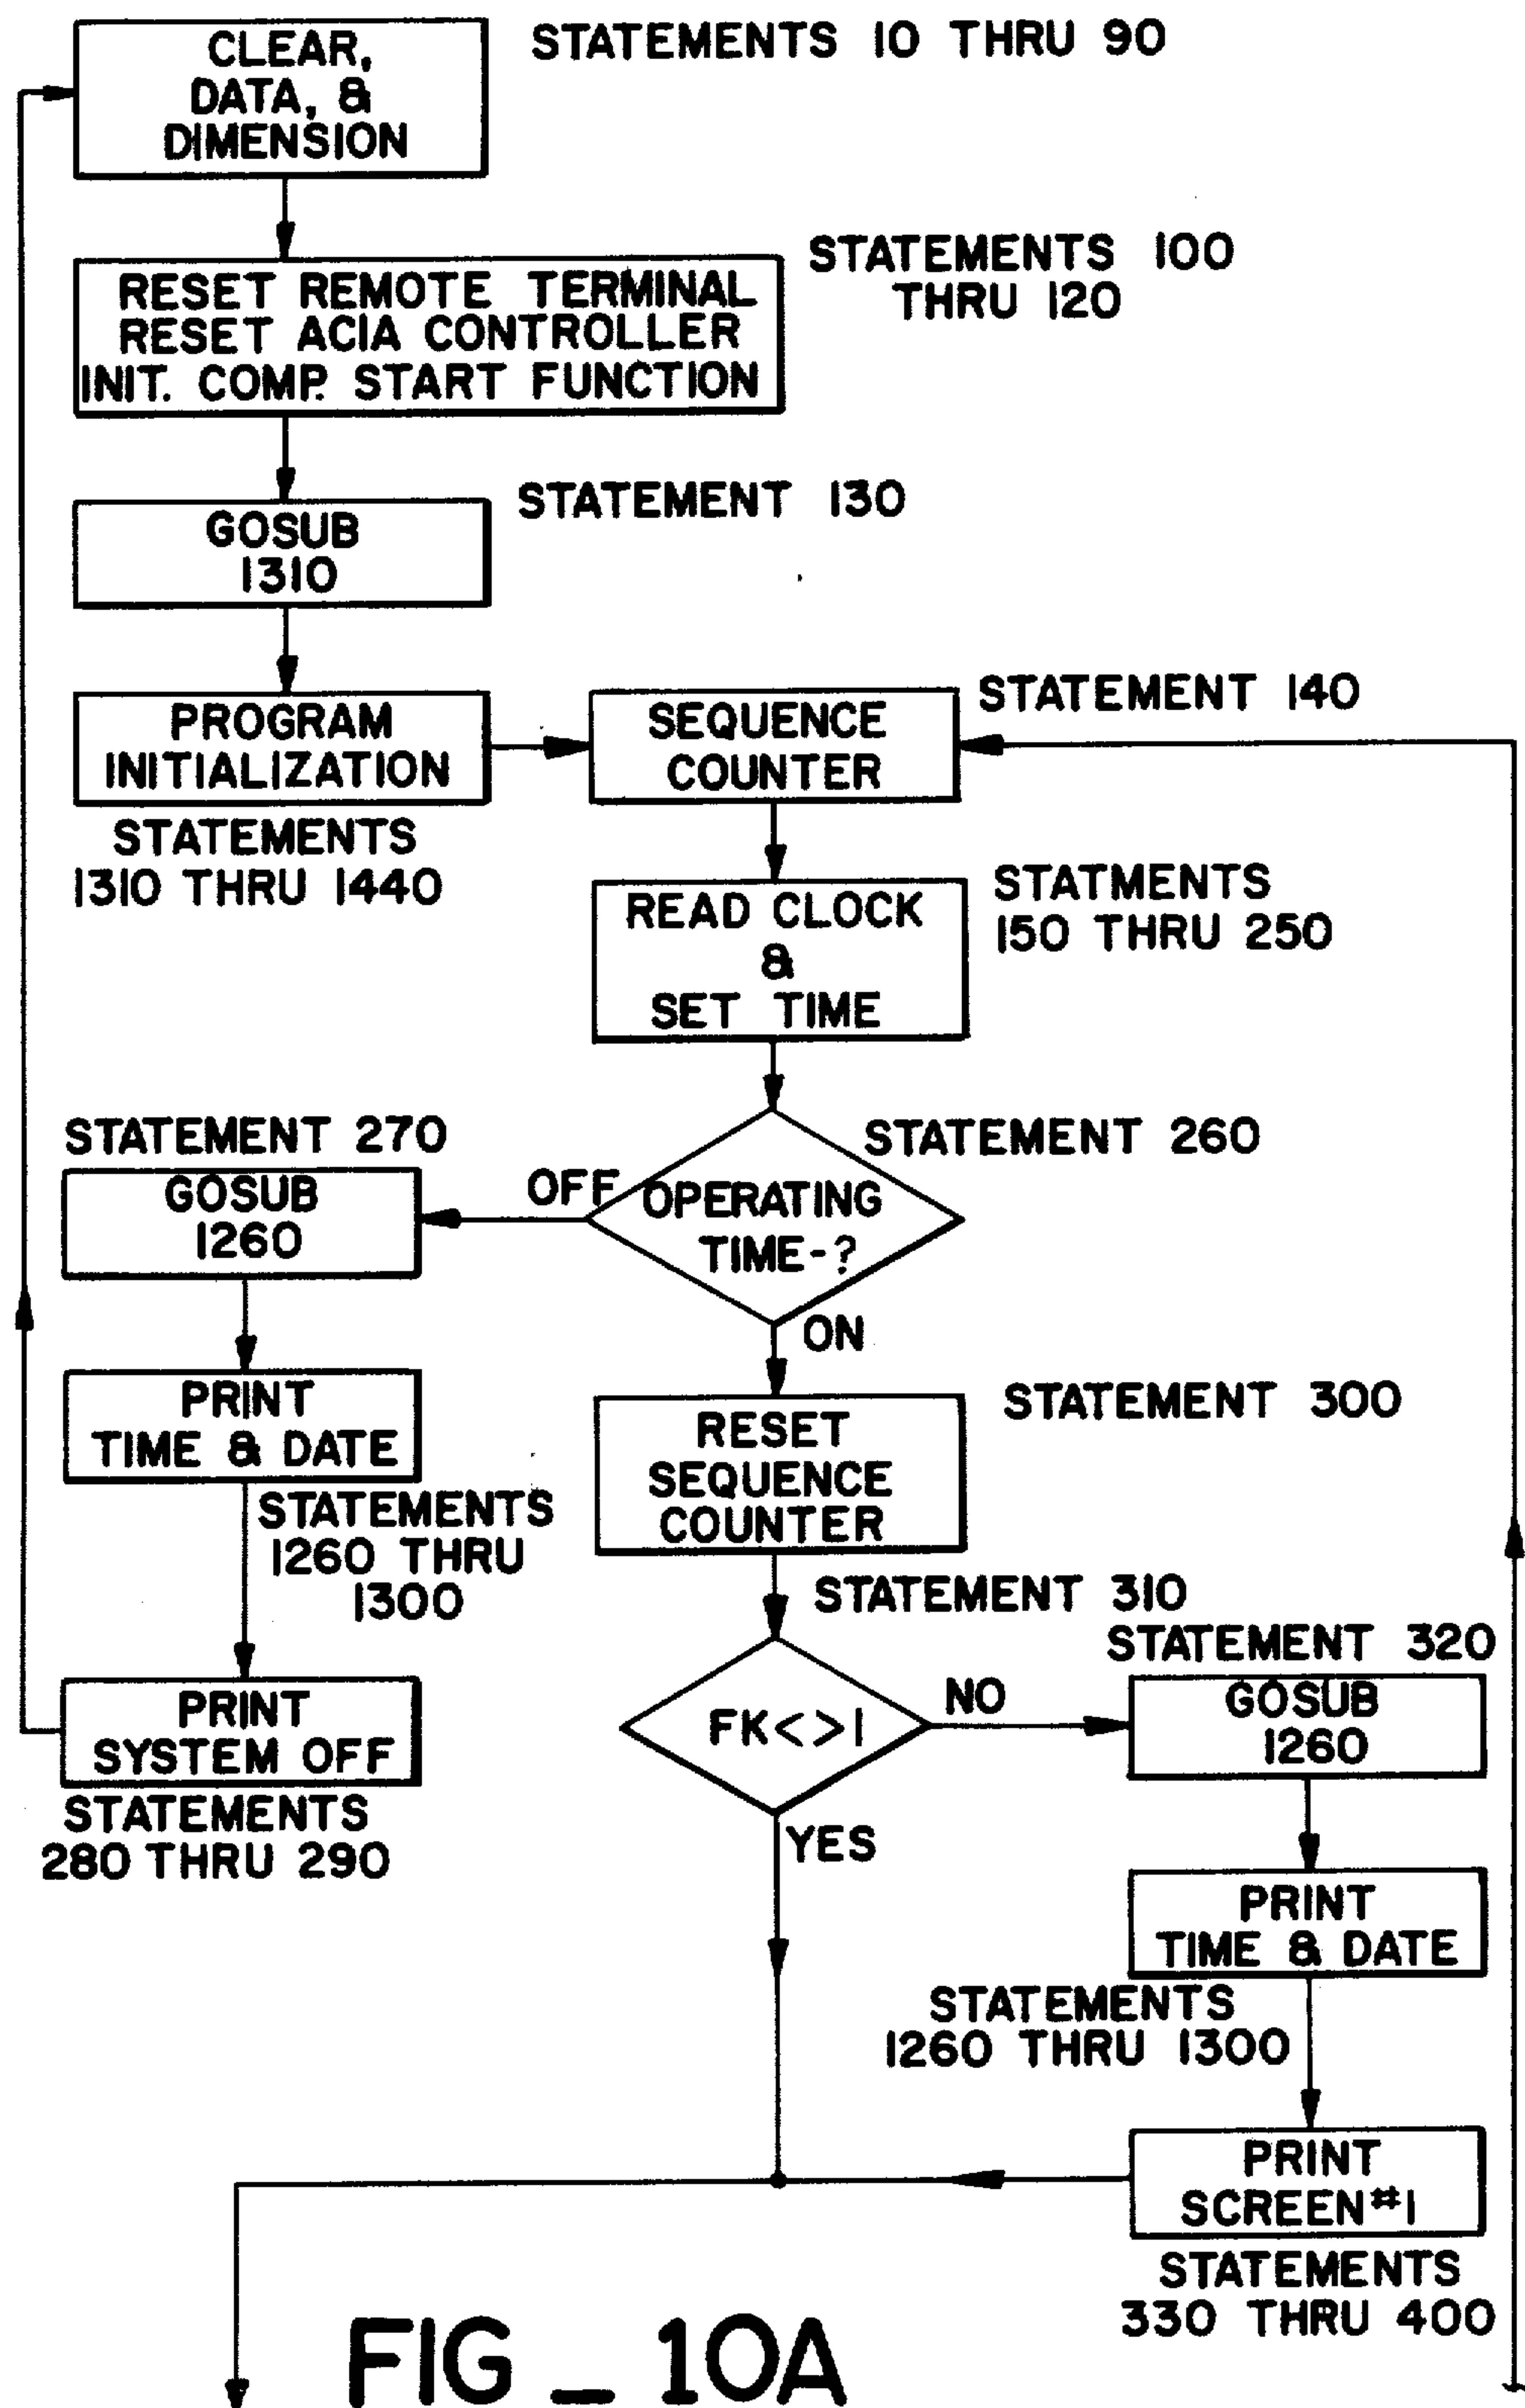 CLEAR,
DATA, &
DIMENSION
STATEMENTS 10 THRU 90
RESET REMOTE TERMINAL
RESET ACIA CONTROLLER
INIT. COMP. START FUNCTION
STATEMENTS 100
THRU 120
GOSUB
1310
STATEMENT 130
PROGRAM
INITIALIZATION
STATEMENTS
1310 THRU 1440
SEQUENCE
COUNTER
STATEMENT 140
READ CLOCK
&
SET TIME
STATMENTS
150 THRU 250
OPERATING
TIME-?
STATEMENT 260
OFF
STATEMENT 270
GOSUB
1260
PRINT
TIME & DATE
STATEMENTS
1260 THRU
1300
PRINT
SYSTEM OFF
STATEMENTS
280 THRU 290
ON
RESET
SEQUENCE
COUNTER
STATEMENT 300
STATEMENT 310
FK<>1
NO
YES
STATEMENT 320
GOSUB
1260
PRINT
TIME & DATE
STATEMENTS
1260 THRU 1300
PRINT
SCREEN#1
STATEMENTS
330 THRU 400
FIG_10A